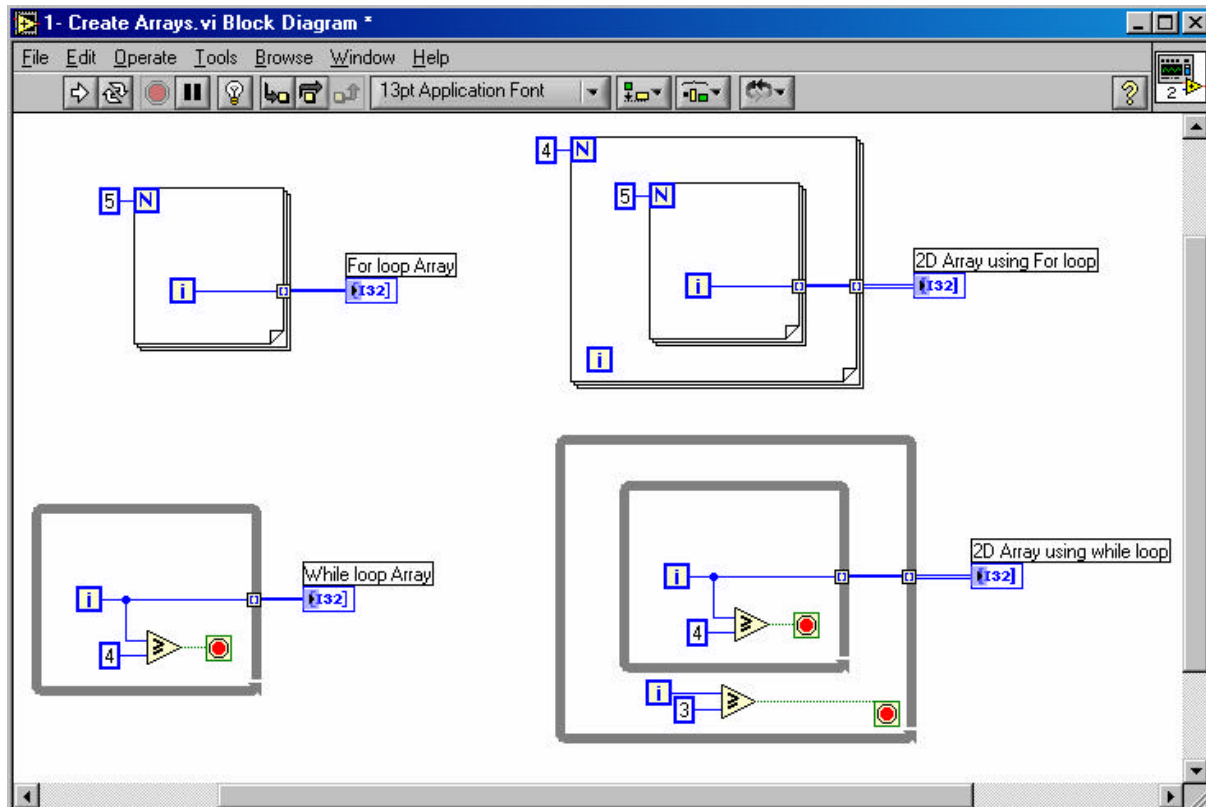 1- Create Arrays.vi Block Diagram *
File Edit Operate Tools Browse Window Help
13pt Application Font
?
2
4 N
5 N
5 N
For loop Array
2D Array using For loop
i
[I32]
i
[I32]
i
2D Array using while loop
While loop Array
i
[I32]
i
[I32]
4
4
i
3